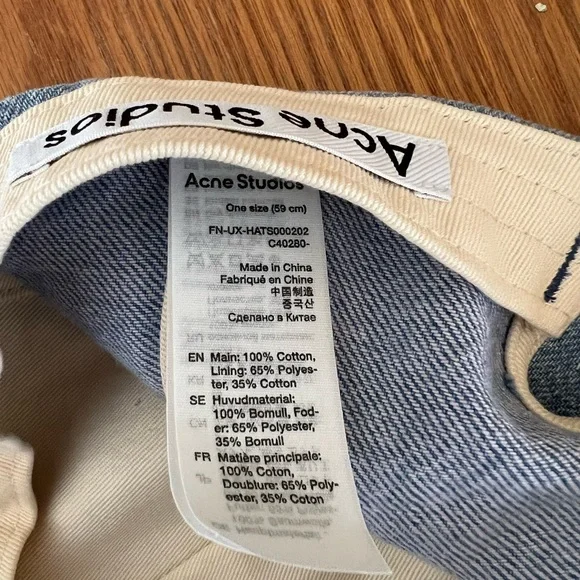 Acne Studios
Acne Studios
One size (59 cm)
FN-UX-HATS000202
C40280-
Made in China
Fabriqué en Chine
中国制造
중국산
Сделано в Китае
EN Main: 100% Cotton,
Lining: 65% Polyes-
ter, 35% Cotton
SE Huvudmaterial:
100% Bomull, Fod-
er: 65% Polyester,
35% Bomull
FR Matière principale:
100% Coton,
Doublure: 65% Poly-
ester, 35% Coton